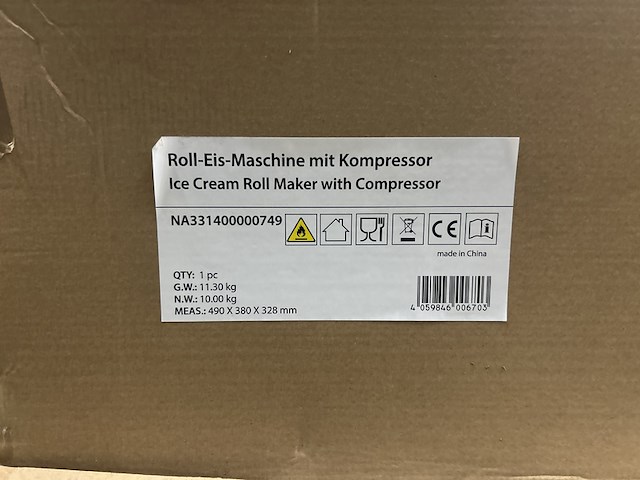 Roll-Eis-Maschine mit Kompressor
Ice Cream Roll Maker with Compressor
NA331400000749
CE
made in China
QTY: 1 pc
G.W.: 11.30 kg
N.W.: 10.00 kg
MEAS.: 490 X 380 X 328 mm
4 059846 006703